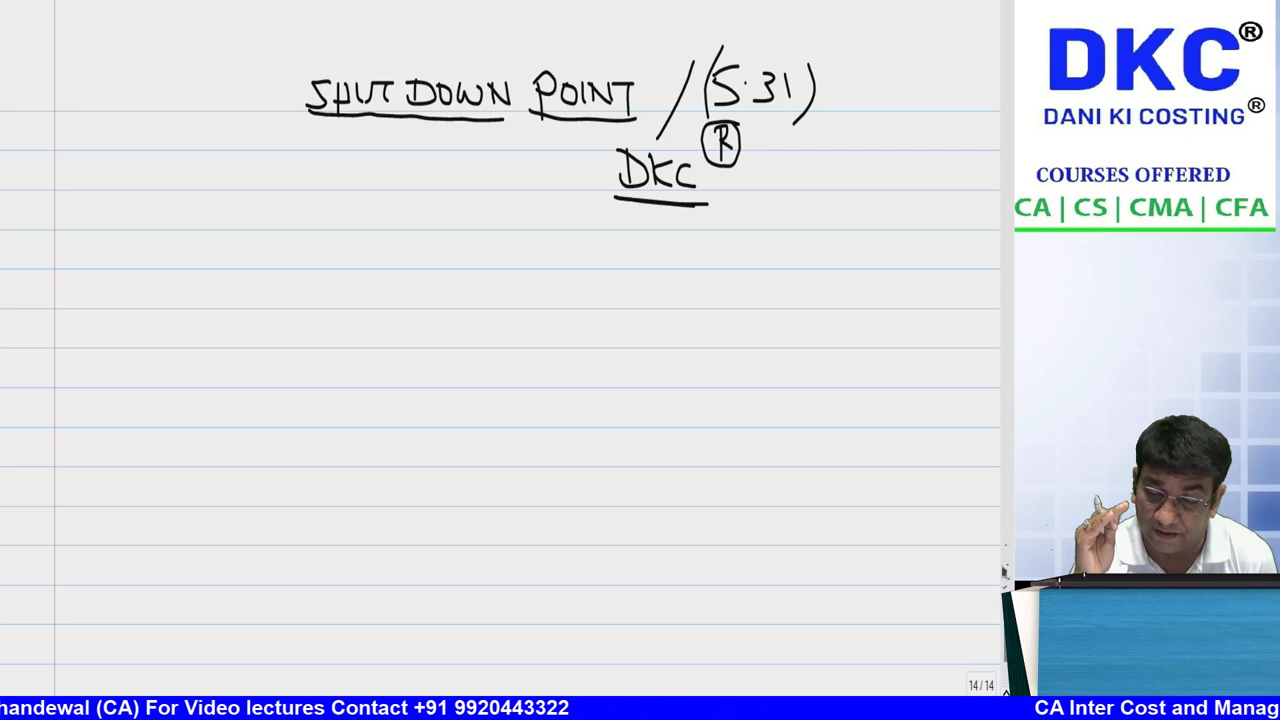 SHUT DOWN POINT / (5.31)
R
DKC
DKC®
DANI KI COSTING®
COURSES OFFERED
CA | CS | CMA | CFA
14 / 14
handewal (CA) For Video lectures Contact +91 9920443322
CA Inter Cost and Manag